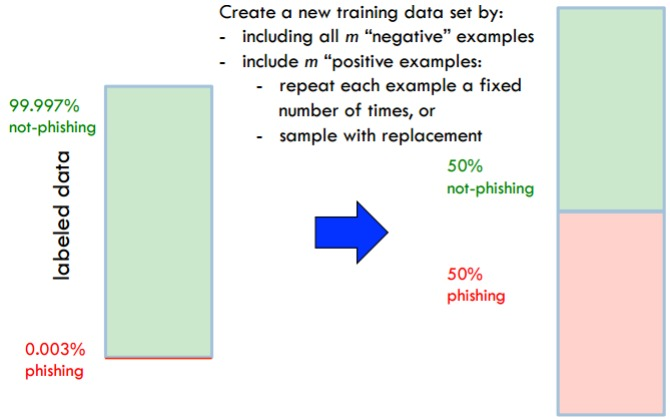 Create a new training data set by:
- including all m “negative” examples
- include m “positive examples:
- repeat each example a fixed
number of times, or
- sample with replacement
99.997%
not-phishing
labeled data
0.003%
phishing
50%
not-phishing
50%
phishing